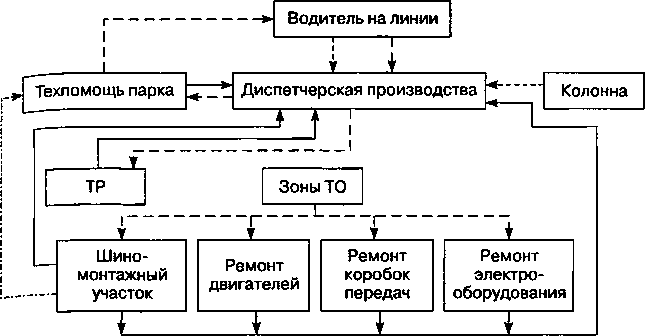 Водитель на линии
Техпомощь парка
Диспетчерская производства
Колонна
ТР
Зоны ТО
Шино-
монтажный
участок
Ремонт
двигателей
Ремонт
коробок
передач
Ремонт
электро-
оборудования